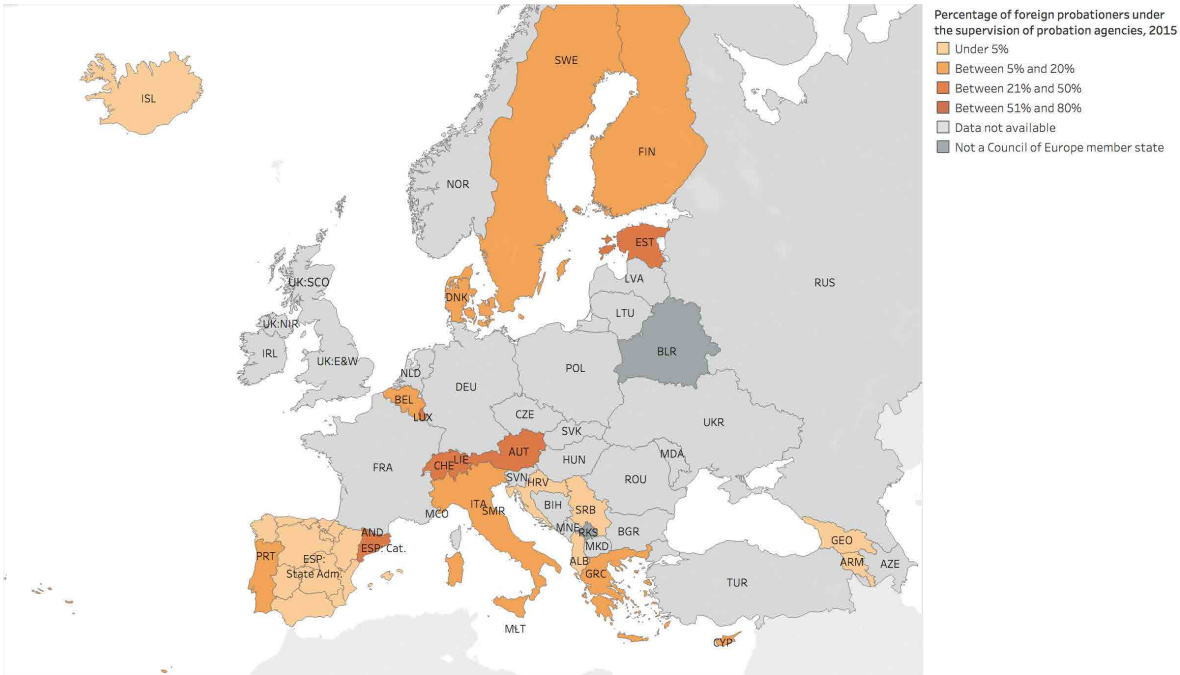 Percentage of foreign probationers under
the supervision of probation agencies, 2015
Under 5%
Between 5% and 20%
Between 21% and 50%
Between 51% and 80%
Data not available
Not a Council of Europe member state
SWE
ISL
FIN
NOR
EST
LVA
UK:SCO
RUS
DNK
LTU
UK:NIR
IRL
UK:E&W
BLR
NLD
POL
DEU
BEL
LUX
CZE
UKR
SVK
AUT
MDA
LIE
CHE
HUN
FRA
SVN
HRV
ROU
ITA
BIH
SMR
SRB
MCO
MNE
AND
RKS
BGR
GEO
ESP: Cat.
MKD
PRT
ESP:
State Adm.
ALB
ARM
AZE
GRC
TUR
MLT
CYP